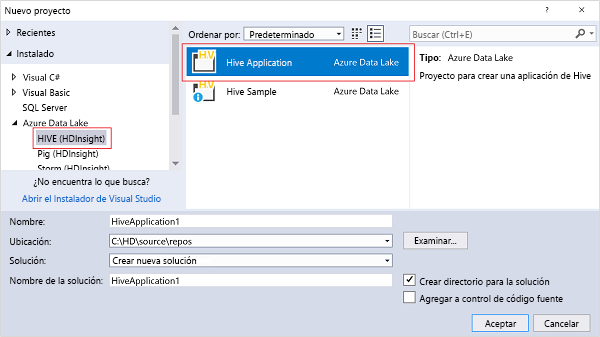 Nuevo proyecto
Recientes
Instalado
Visual C#
Visual Basic
SQL Server
Azure Data Lake
HIVE (HDInsight)
Pig (HDInsight)
Storm (HDInsight)
¿No encuentra lo que busca?
Abrir el Instalador de Visual Studio
Ordenar por: Predeterminado
Hive Application Azure Data Lake
Hive Sample Azure Data Lake
Buscar (Ctrl+E)
Tipo: Azure Data Lake
Proyecto para crear una aplicación de Hive
Nombre: HiveApplication1
Ubicación: C:\HD\source\repos Examinar...
Solución: Crear nueva solución
Nombre de la solución: HiveApplication1
Crear directorio para la solución
Agregar a control de código fuente
Aceptar Cancelar